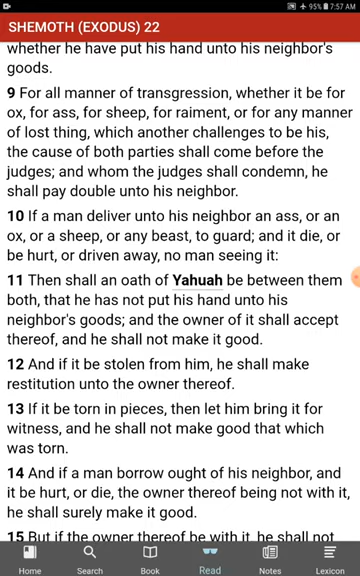 95% 7:57 AM
SHEMOTH (EXODUS) 22
whether he have put his hand unto his neighbor's
goods.
9 For all manner of transgression, whether it be for
ox, for ass, for sheep, for raiment, or for any manner
of lost thing, which another challenges to be his,
the cause of both parties shall come before the
judges; and whom the judges shall condemn, he
shall pay double unto his neighbor.
10 If a man deliver unto his neighbor an ass, or an
ox, or a sheep, or any beast, to guard; and it die, or
be hurt, or driven away, no man seeing it:
11 Then shall an oath of Yahuah be between them
both, that he has not put his hand unto his
neighbor's goods; and the owner of it shall accept
thereof, and he shall not make it good.
12 And if it be stolen from him, he shall make
restitution unto the owner thereof.
13 If it be torn in pieces, then let him bring it for
witness, and he shall not make good that which
was torn.
14 And if a man borrow ought of his neighbor, and
it be hurt, or die, the owner thereof being not with it,
he shall surely make it good.
15 But if the owner thereof be with it, he shall not
Home Search Book Read Notes Lexicon